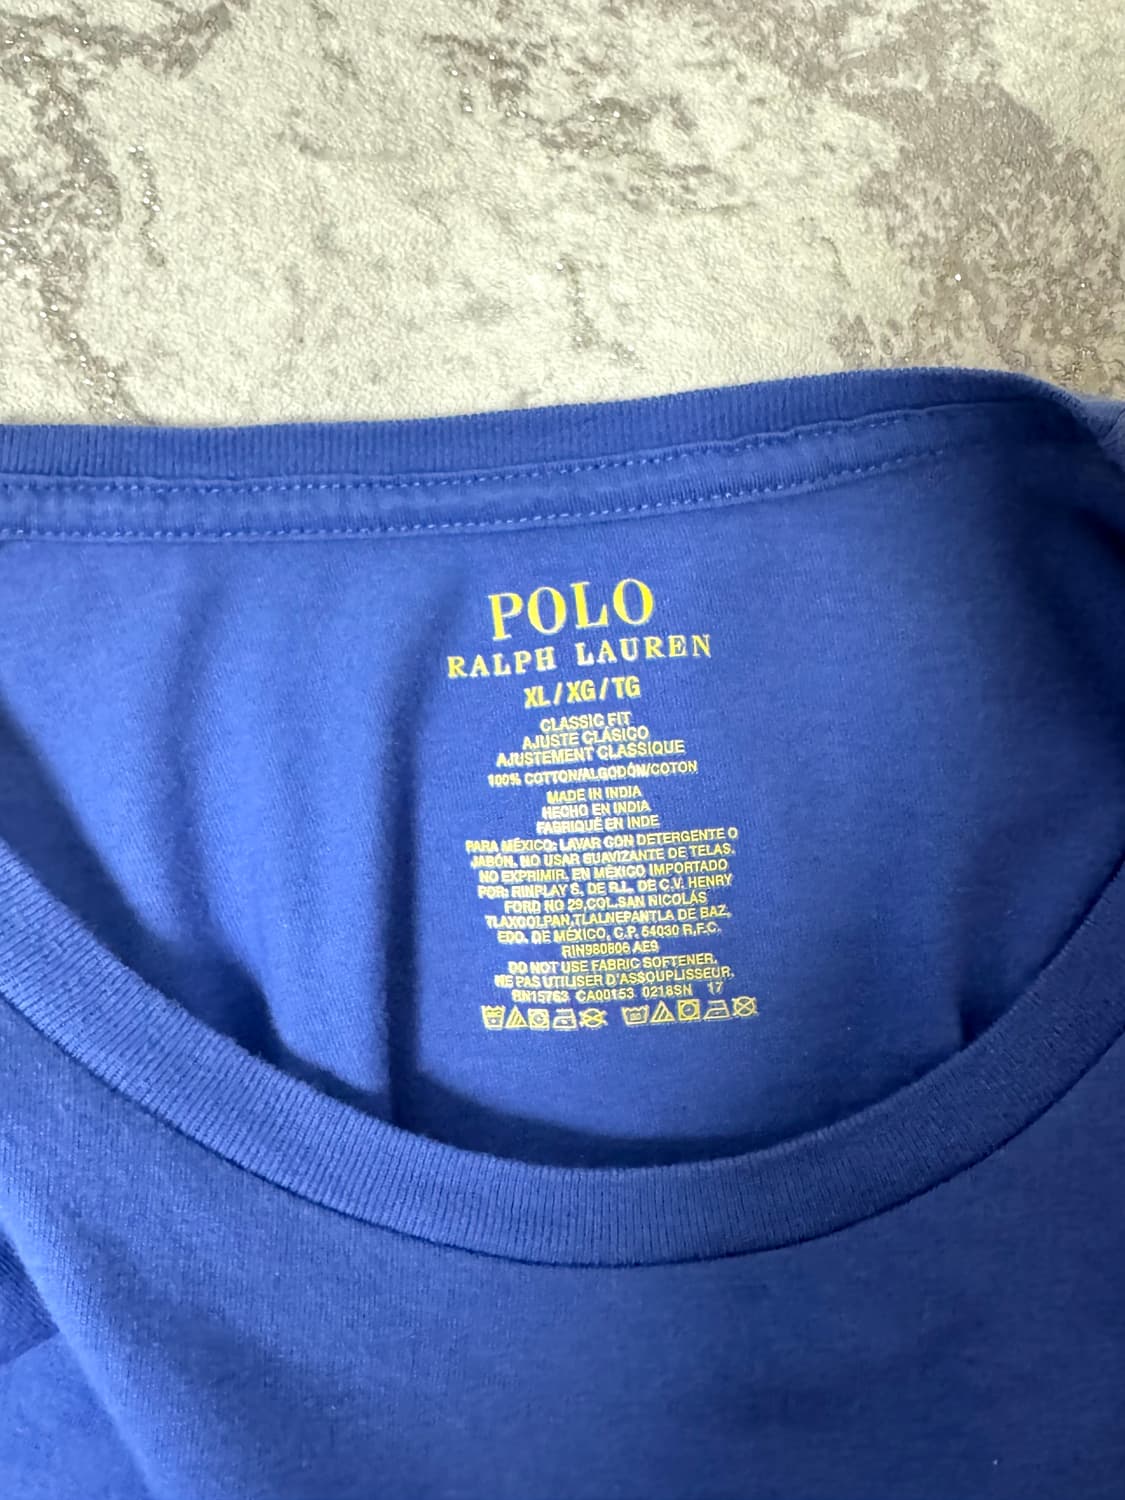 POLO
RALPH LAUREN
XL/XG/TG
CLASSIC FIT
AJUSTE CLÁSICO
AJUSTEMENT CLASSIQUE
100% COTTON/ALGODÓN/COTON
MADE IN INDIA
HECHO EN INDIA
FABRIQUÉ EN INDE
PARA MÉXICO: LAVAR CON DETERGENTE O
JABÓN. NO USAR SUAVIZANTE DE TELAS.
NO EXPRIMIR. EN MÉXICO IMPORTADO
POR: RINPLAY S. DE R.L. DE C.V. HENRY
FORD NO 29,COL.SAN NICOLÁS
TLAXCOLPAN,TLALNEPANTLA DE BAZ,
EDO. DE MÉXICO, C.P. 54030 R.F.C.
RIN980806 AE9
DO NOT USE FABRIC SOFTENER.
NE PAS UTILISER D'ASSOUPLISSEUR.
RN15763 CA00153 0218SN 17